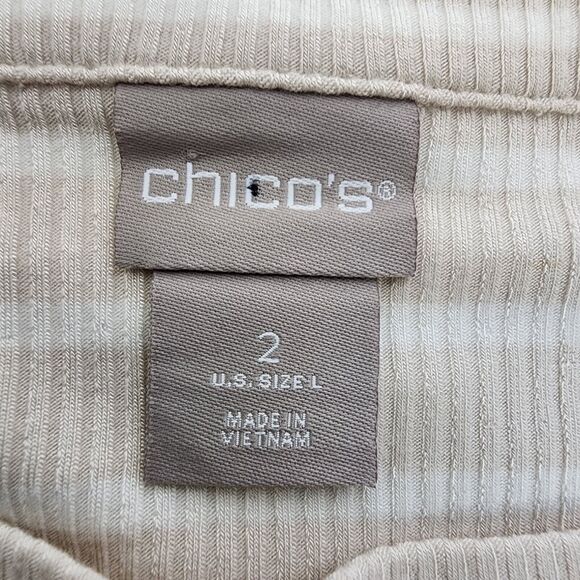 chico's®
2
U.S. SIZE L
MADE IN
VIETNAM